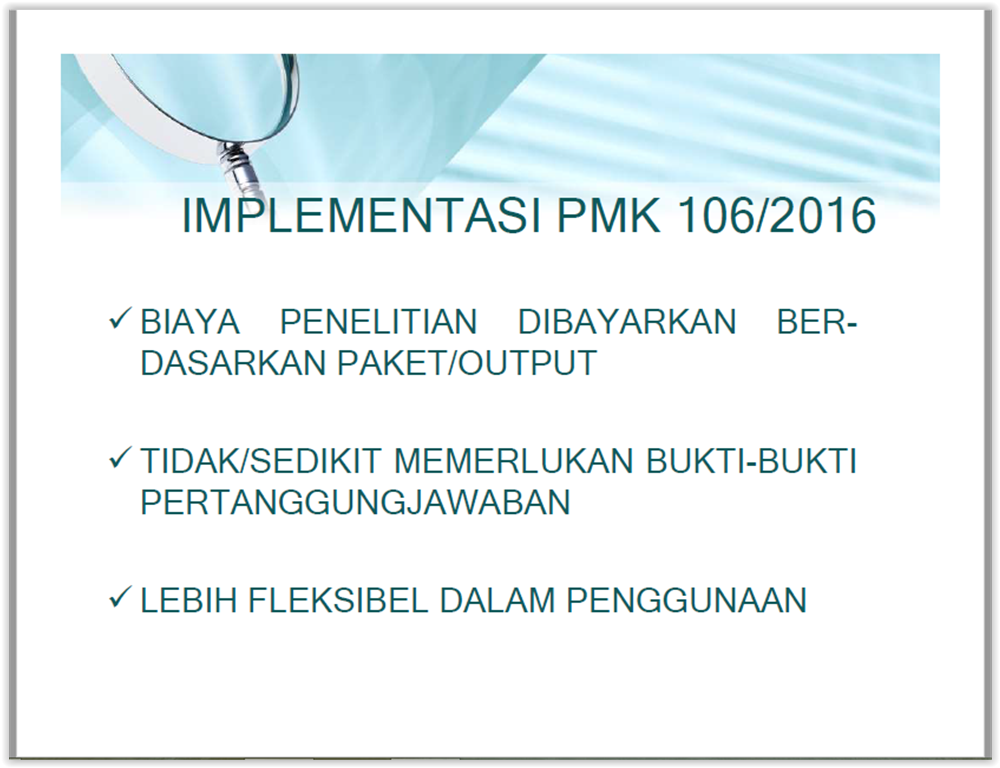 IMPLEMENTASI PMK 106/2016
✓ BIAYA PENELITIAN DIBAYARKAN BER-
DASARKAN PAKET/OUTPUT
✓ TIDAK/SEDIKIT MEMERLUKAN BUKTI-BUKTI
PERTANGGUNGJAWABAN
✓ LEBIH FLEKSIBEL DALAM PENGGUNAAN